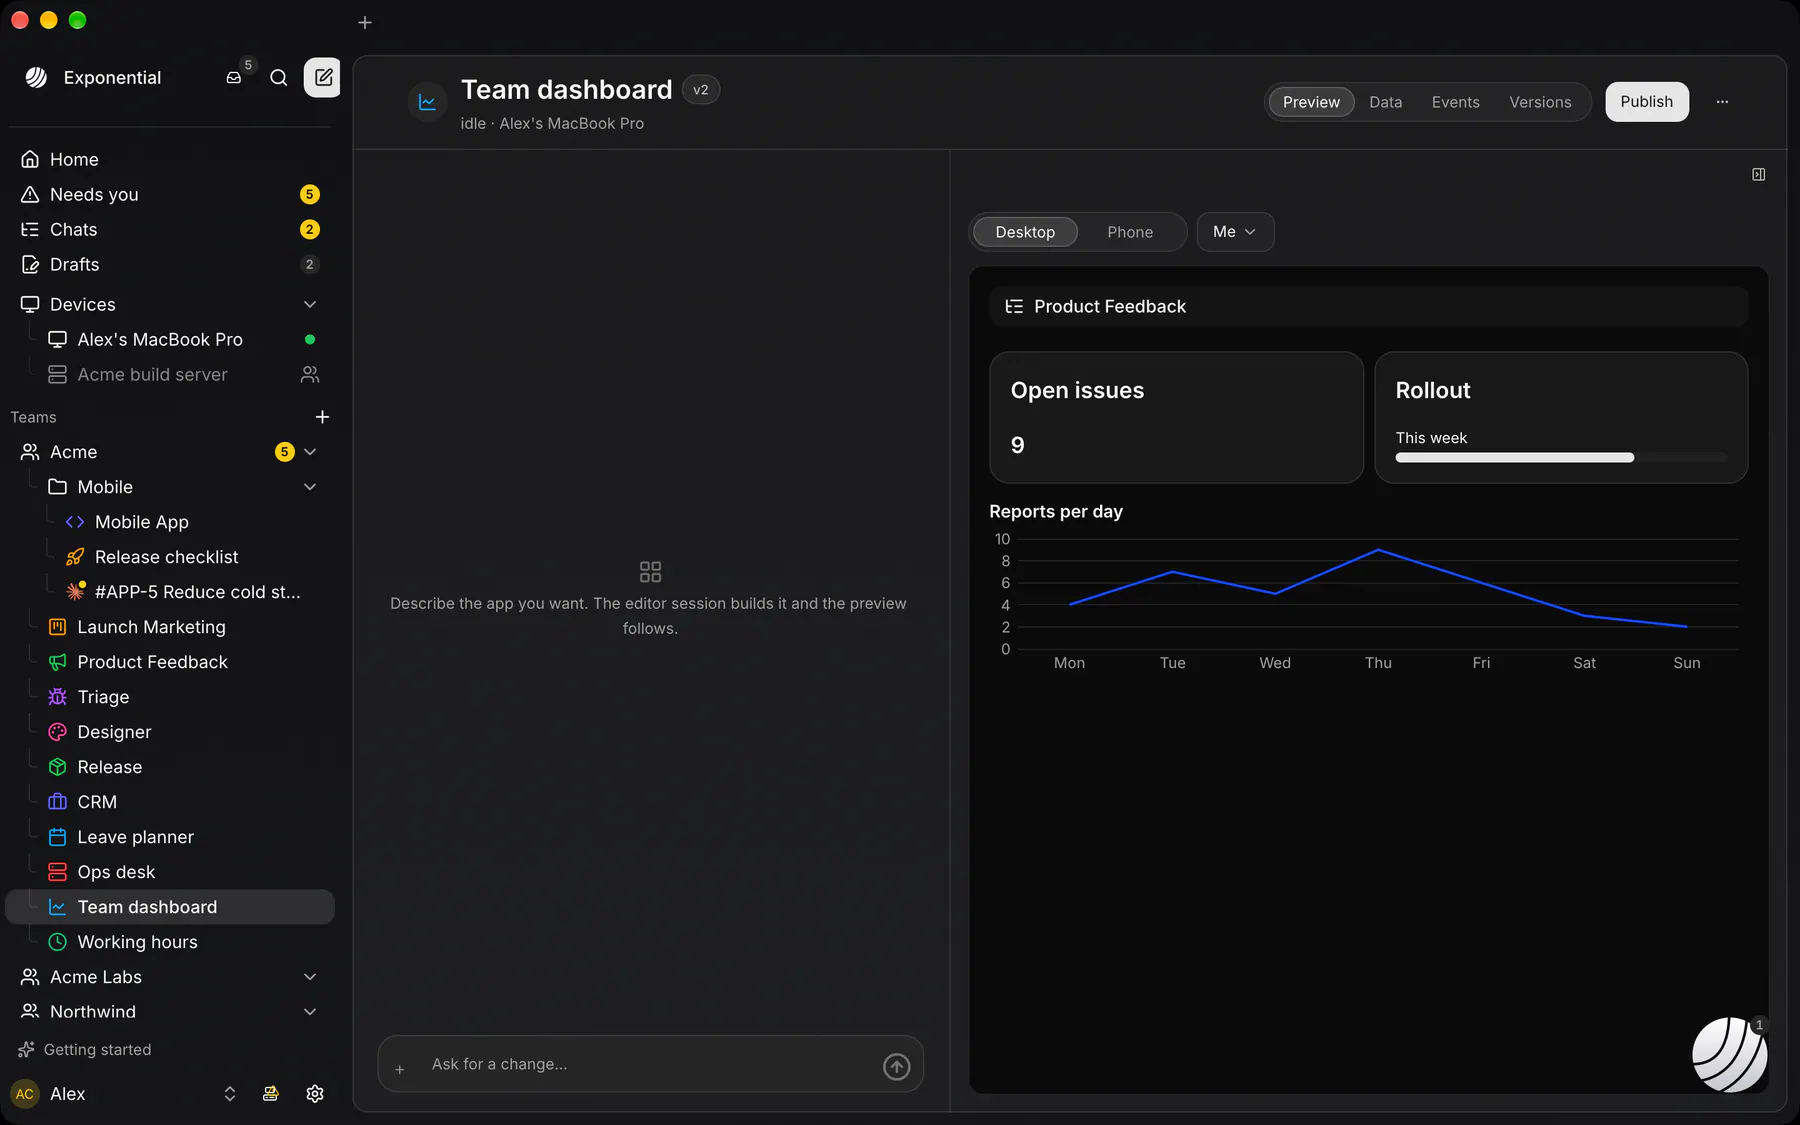 Exponential
5
Home
Needs you
5
Chats
2
Drafts
2
Devices
Alex's MacBook Pro
Acme build server
Teams
Acme
5
Mobile
Mobile App
Release checklist
#APP-5 Reduce cold st...
Launch Marketing
Product Feedback
Triage
Designer
Release
CRM
Leave planner
Ops desk
Team dashboard
Working hours
Acme Labs
Northwind
Getting started
AC
Alex
Team dashboard
v2
idle · Alex's MacBook Pro
Preview
Data
Events
Versions
Publish
Describe the app you want. The editor session builds it and the preview
follows.
Ask for a change...
Desktop
Phone
Me
Product Feedback
Open issues
9
Rollout
This week
Reports per day
10
8
6
4
2
0
Mon
Tue
Wed
Thu
Fri
Sat
Sun
1